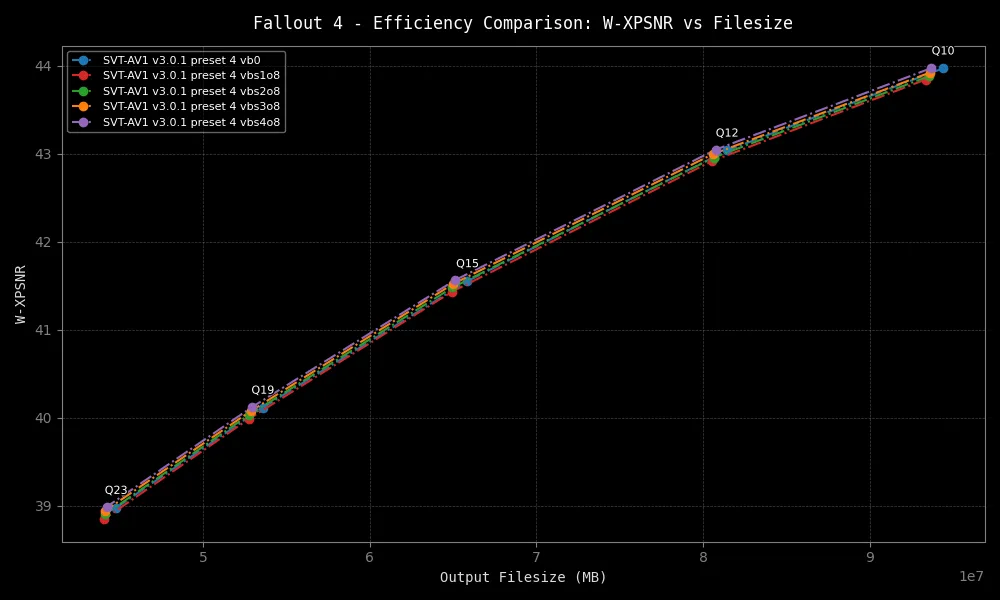 Fallout 4 - Efficiency Comparison: W-XPSNR vs Filesize
SVT-AV1 v3.0.1 preset 4 vb0
SVT-AV1 v3.0.1 preset 4 vbs1o8
SVT-AV1 v3.0.1 preset 4 vbs2o8
SVT-AV1 v3.0.1 preset 4 vbs3o8
SVT-AV1 v3.0.1 preset 4 vbs4o8
Q10
Q12
Q15
Q19
Q23
W-XPSNR
44
43
42
41
40
39
5
6
7
8
9
1e7
Output Filesize (MB)